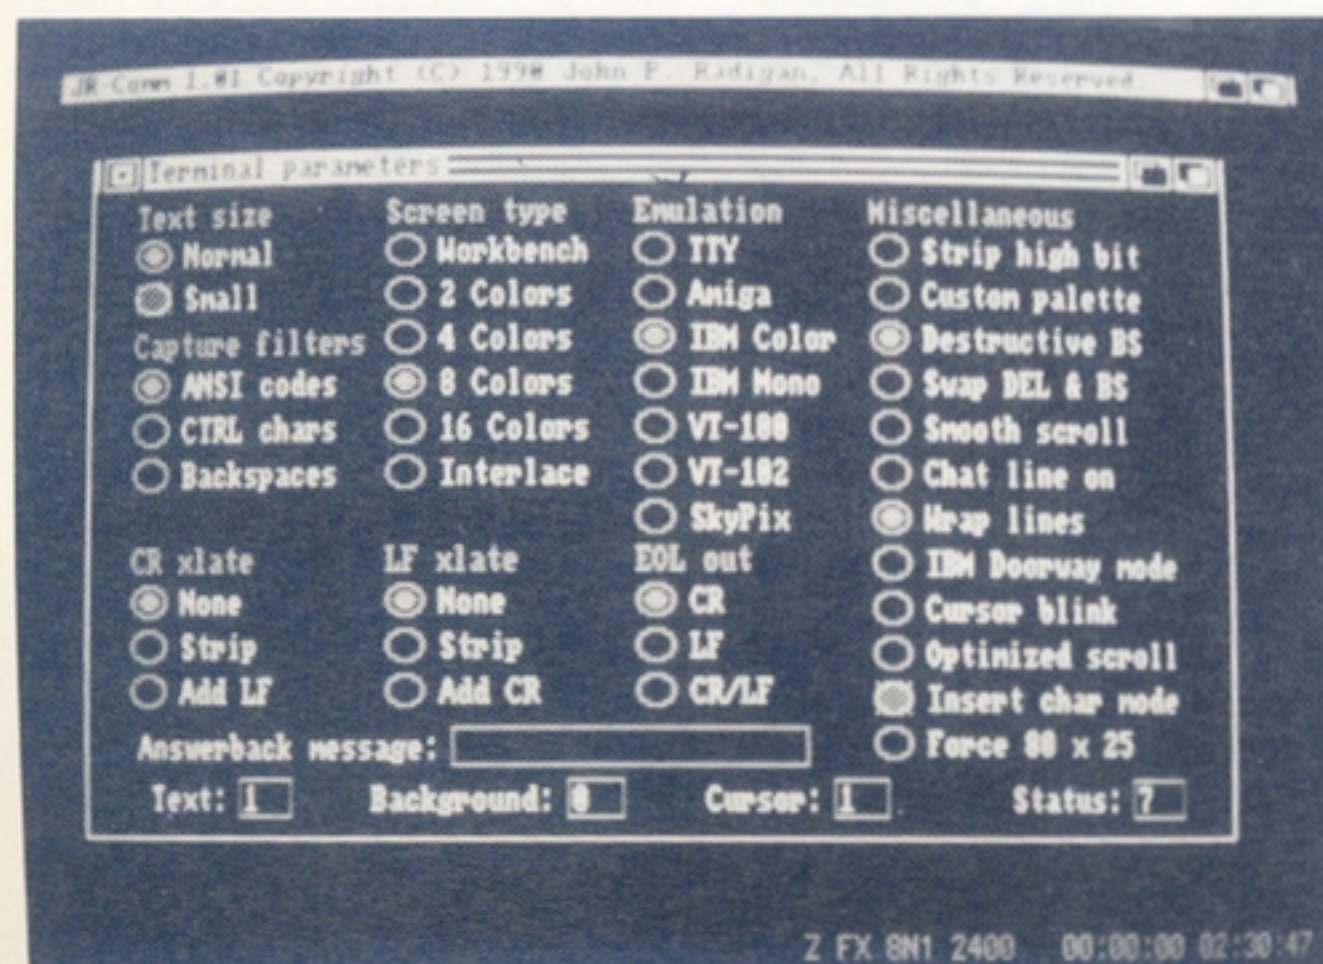 JR-Comm 1.01 Copyright (C) 1990 John P. Radigan, All Rights Reserved.
Terminal parameters
Text size
Normal
Small
Capture filters
ANSI codes
CTRL chars
Backspaces
Screen type
Workbench
2 Colors
4 Colors
8 Colors
16 Colors
Interlace
Emulation
TTY
Amiga
IBM Color
IBM Mono
VT-100
VT-102
SkyPix
Miscellaneous
Strip high bit
Custom palette
Destructive BS
Swap DEL & BS
Smooth scroll
Chat line on
Wrap lines
IBM Doorway mode
Cursor blink
Optimized scroll
Insert char mode
Force 80 x 25
CR xlate
None
Strip
Add LF
LF xlate
None
Strip
Add CR
EOL out
CR
LF
CR/LF
Answerback message:
Text: 1 Background: 0 Cursor: 1 Status: 7
Z FX 8N1 2400 00:00:00 02:30:47